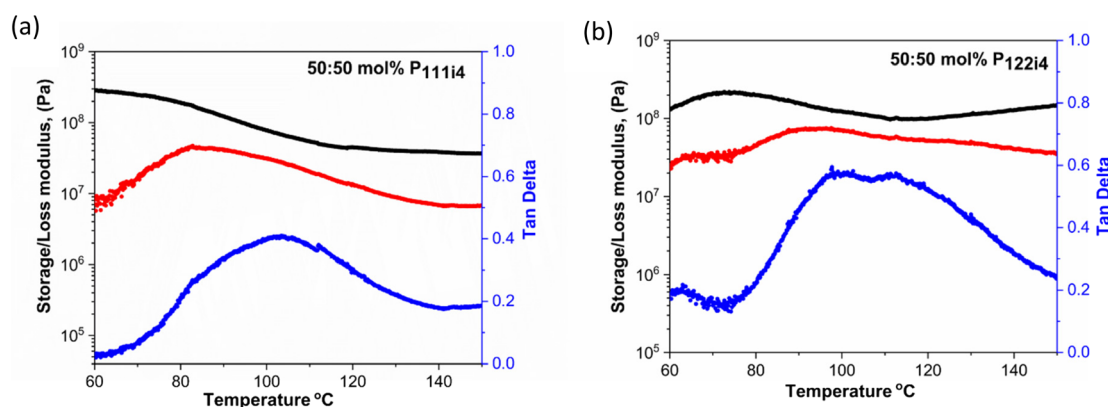 (a)
50:50 mol% P111i4
Storage/Loss modulus, (Pa)
10⁹
10⁸
10⁷
10⁶
10⁵
1.0
0.8
0.6
0.4
0.2
0.0
Tan Delta
60 80 100 120 140
Temperature ºC
(b)
50:50 mol% P122i4
Storage/Loss modulus, (Pa)
10⁹
10⁸
10⁷
10⁶
10⁵
1.0
0.8
0.6
0.4
0.2
0.0
Tan Delta
60 80 100 120 140
Temperature ºC